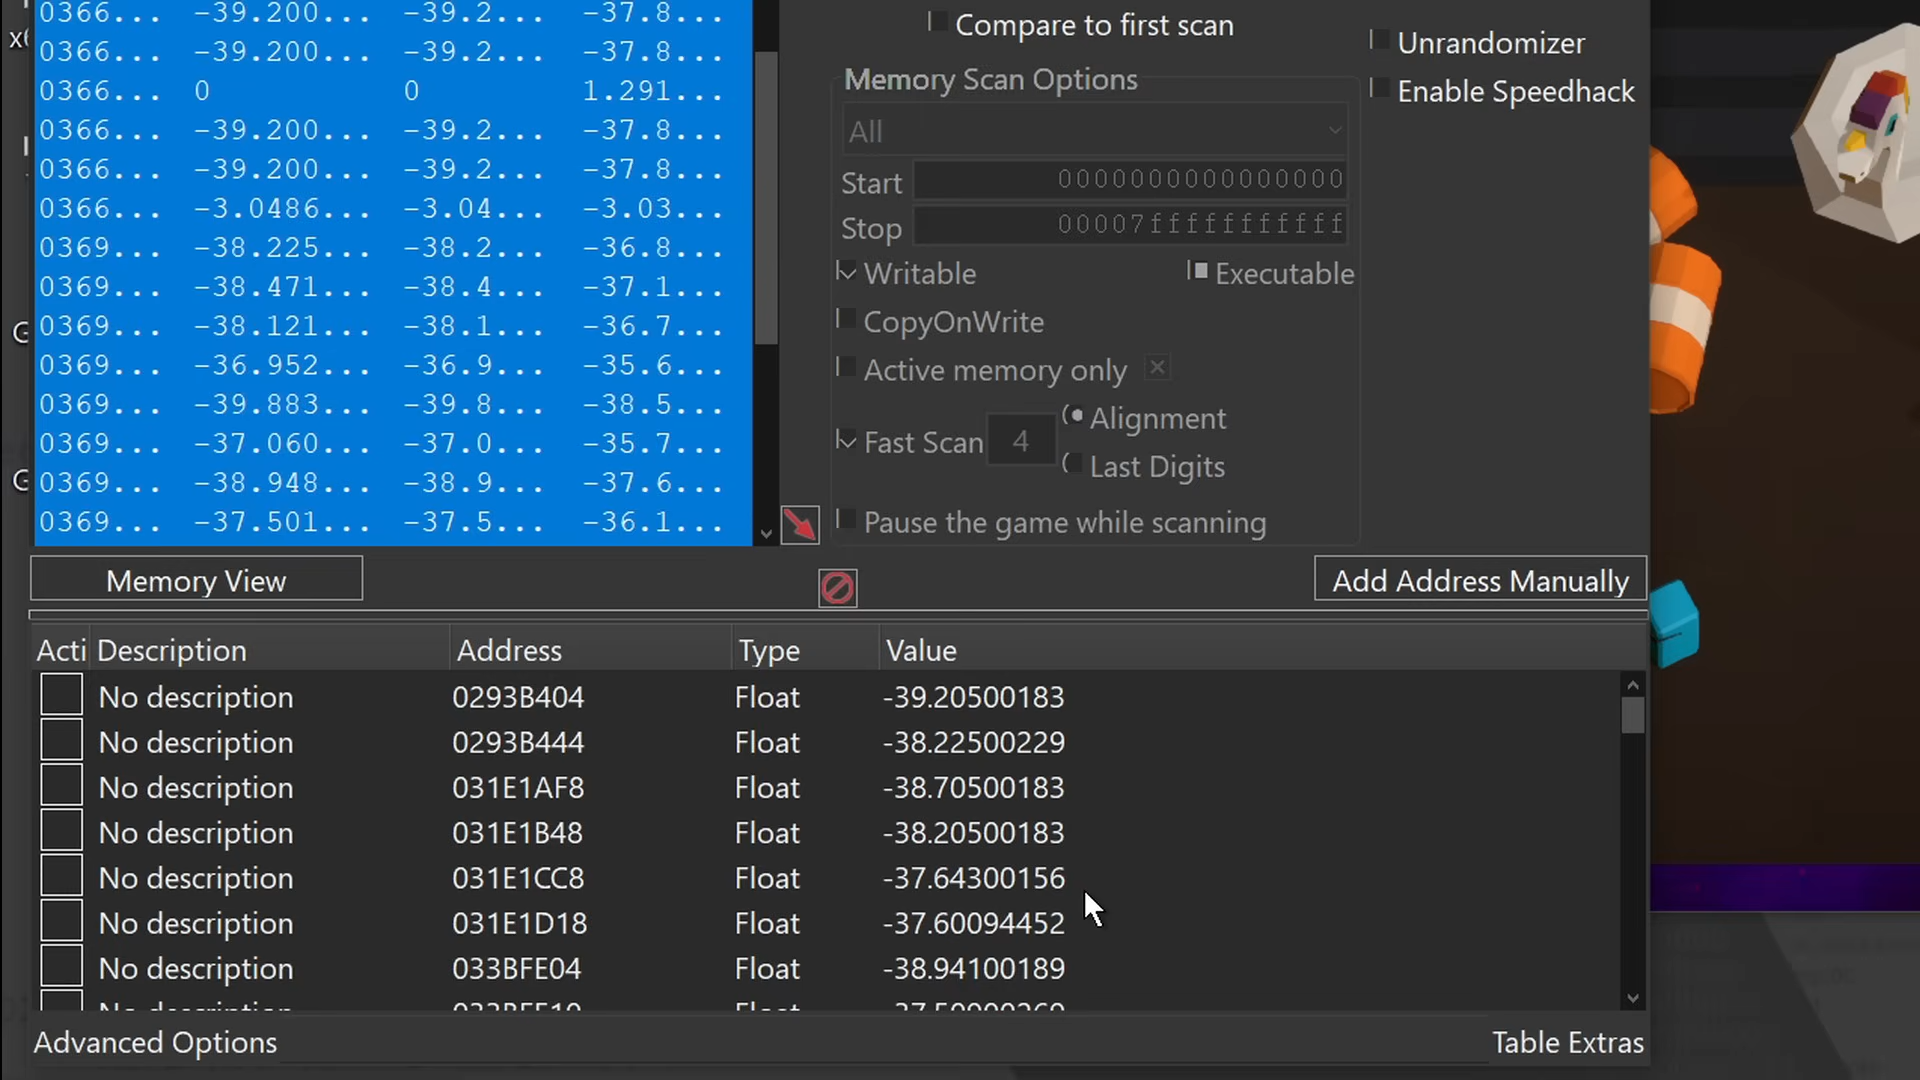 0366... -39.200... -39.2... -37.8...
Compare to first scan
Unrandomizer
0366... -39.200... -39.2... -37.8...
Memory Scan Options
Enable Speedhack
0366... 0 0 1.291...
0366... -39.200... -39.2... -37.8...
All
0366... -39.200... -39.2... -37.8...
Start 0000000000000000
0366... -3.0486... -3.04... -3.03...
Stop 00007fffffffffff
0369... -38.225... -38.2... -36.8...
Writable Executable
0369... -38.471... -38.4... -37.1...
0369... -38.121... -38.1... -36.7...
CopyOnWrite
0369... -36.952... -36.9... -35.6...
Active memory only
0369... -39.883... -39.8... -38.5...
Alignment
0369... -37.060... -37.0... -35.7...
Fast Scan 4
Last Digits
0369... -38.948... -38.9... -37.6...
0369... -37.501... -37.5... -36.1...
Pause the game while scanning
Memory View
Add Address Manually
Acti Description Address Type Value
No description 0293B404 Float -39.20500183
No description 0293B444 Float -38.22500229
No description 031E1AF8 Float -38.70500183
No description 031E1B48 Float -38.20500183
No description 031E1CC8 Float -37.64300156
No description 031E1D18 Float -37.60094452
No description 033BFE04 Float -38.94100189
Advanced Options
Table Extras